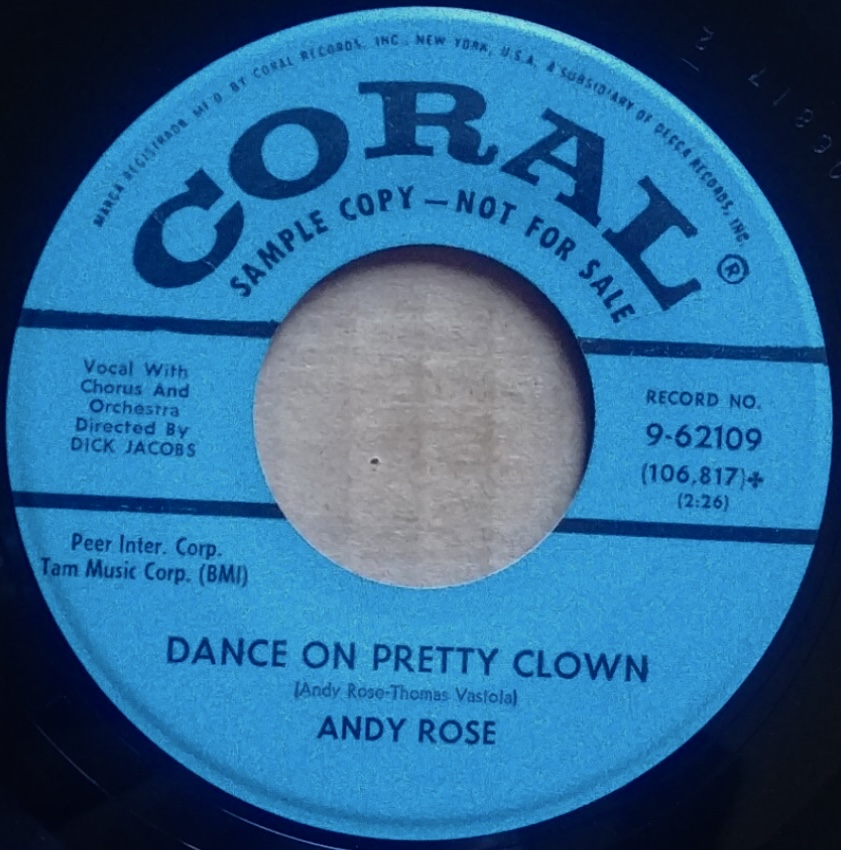 MARCA REGISTRADA MF'D BY CORAL RECORDS, INC., NEW YORK, U.S.A. A SUBSIDIARY OF DECCA RECORDS, INC.
CORAL ®
SAMPLE COPY — NOT FOR SALE
Vocal With
Chorus And
Orchestra
Directed By
DICK JACOBS
RECORD NO.
9-62109
(106,817)✤
(2:26)
Peer Inter. Corp.
Tam Music Corp. (BMI)
DANCE ON PRETTY CLOWN
(Andy Rose-Thomas Vastola)
ANDY ROSE